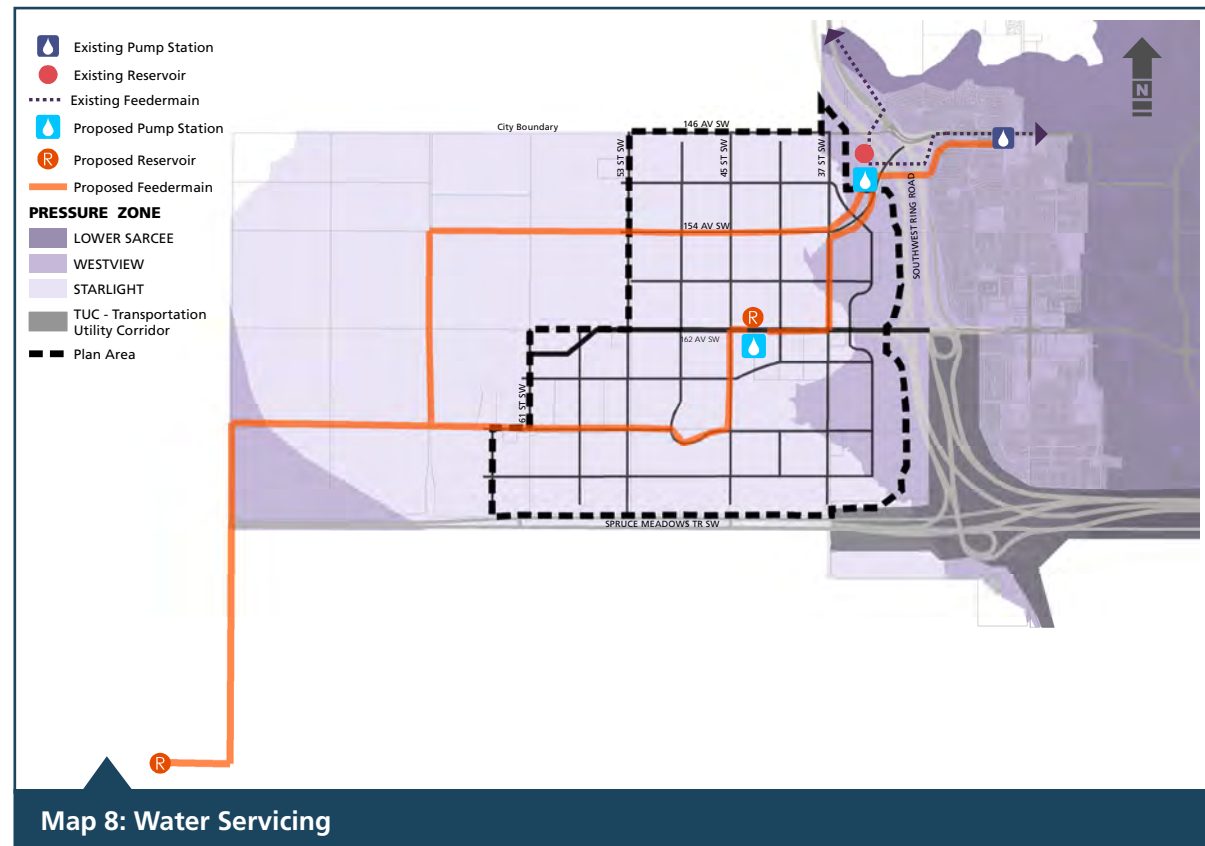 Existing Pump Station
Existing Reservoir
Existing Feedermain
Proposed Pump Station
R
Proposed Reservoir
Proposed Feedermain
PRESSURE ZONE
LOWER SARCEE
WESTVIEW
STARLIGHT
TUC - Transportation
Utility Corridor
Plan Area
N
City Boundary
146 AV SW
53 ST SW
45 ST SW
37 ST SW
SOUTHWEST RING ROAD
154 AV SW
R
162 AV SW
61 ST SW
SPRUCE MEADOWS TR SW
R
Map 8: Water Servicing